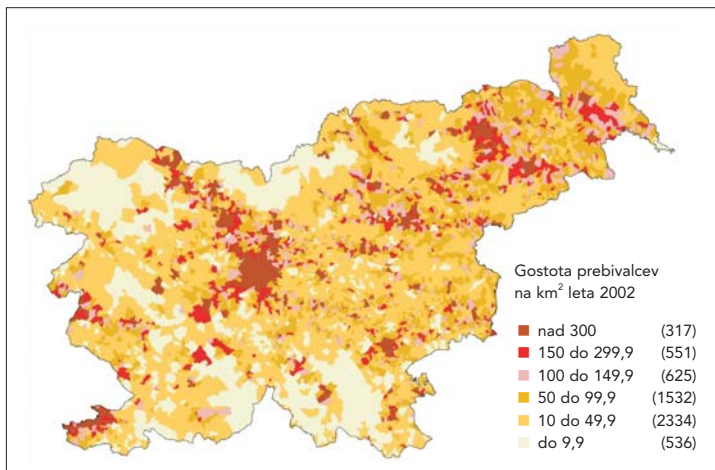 Gostota prebivalcev
na km² leta 2002
nad 300 (317)
150 do 299,9 (551)
100 do 149,9 (625)
50 do 99,9 (1532)
10 do 49,9 (2334)
do 9,9 (536)